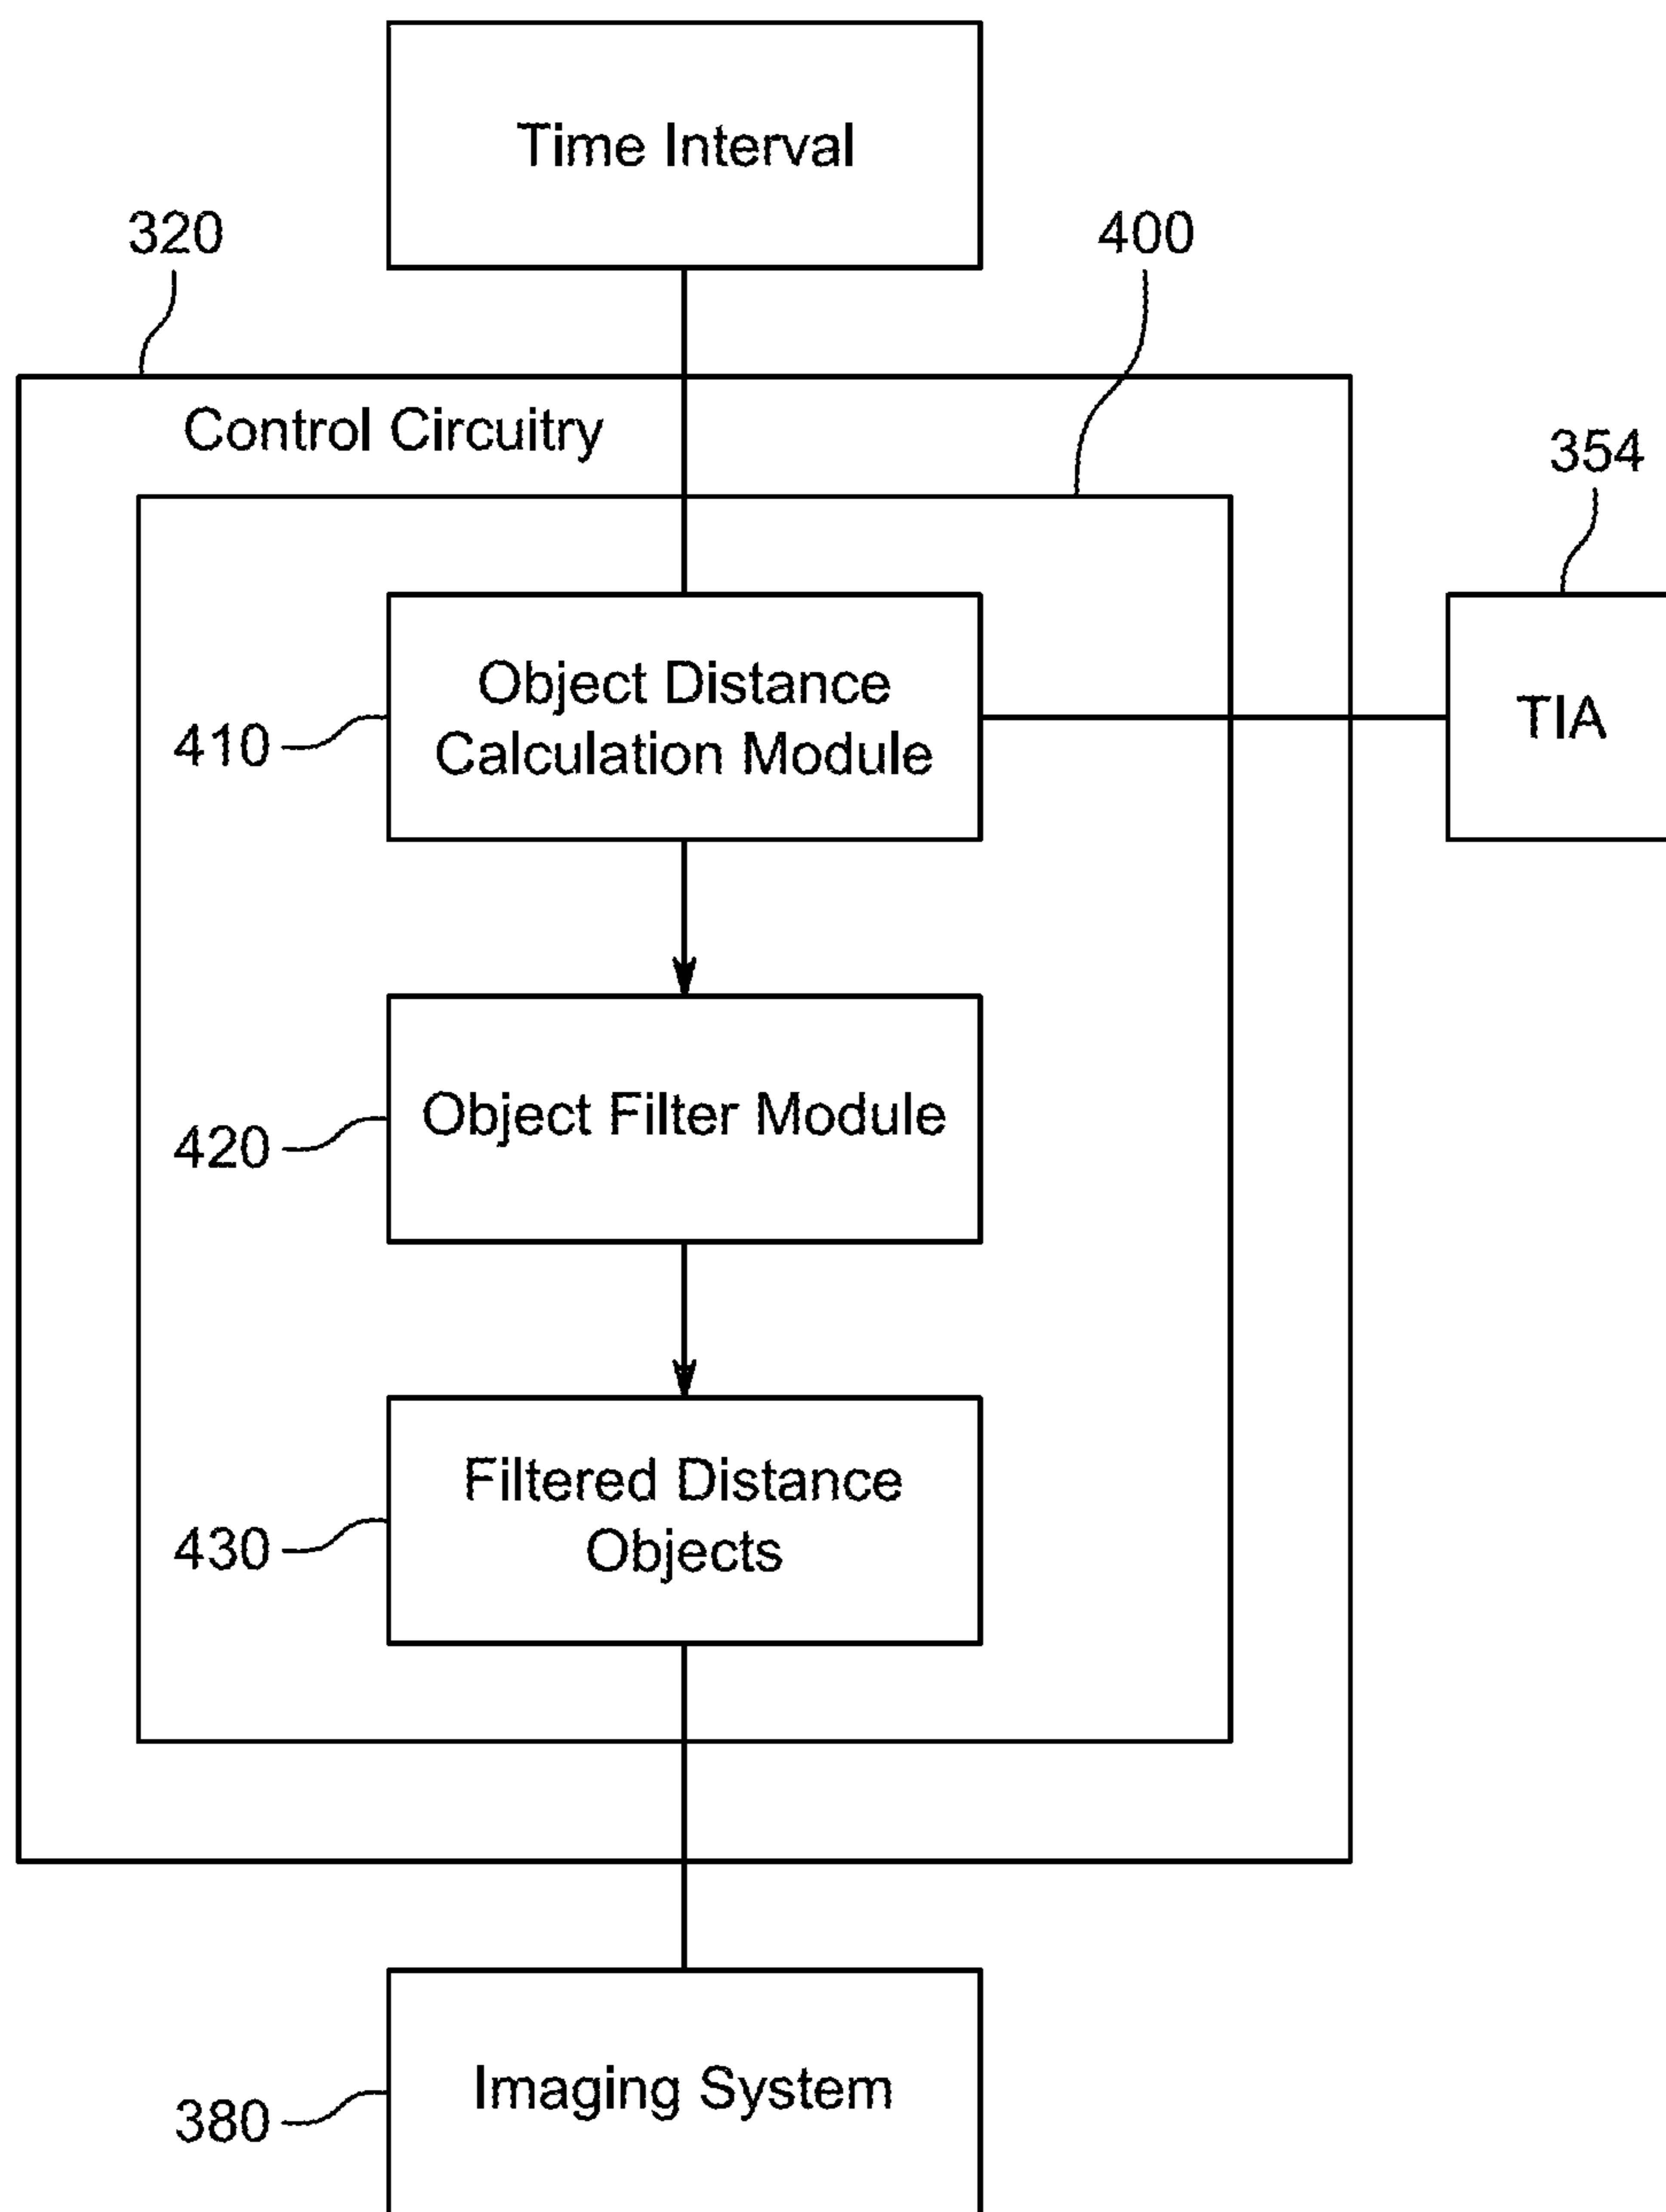 Time Interval
320
400
Control Circuitry
354
Object Distance
Calculation Module
410
TIA
Object Filter Module
420
Filtered Distance
Objects
430
Imaging System
380